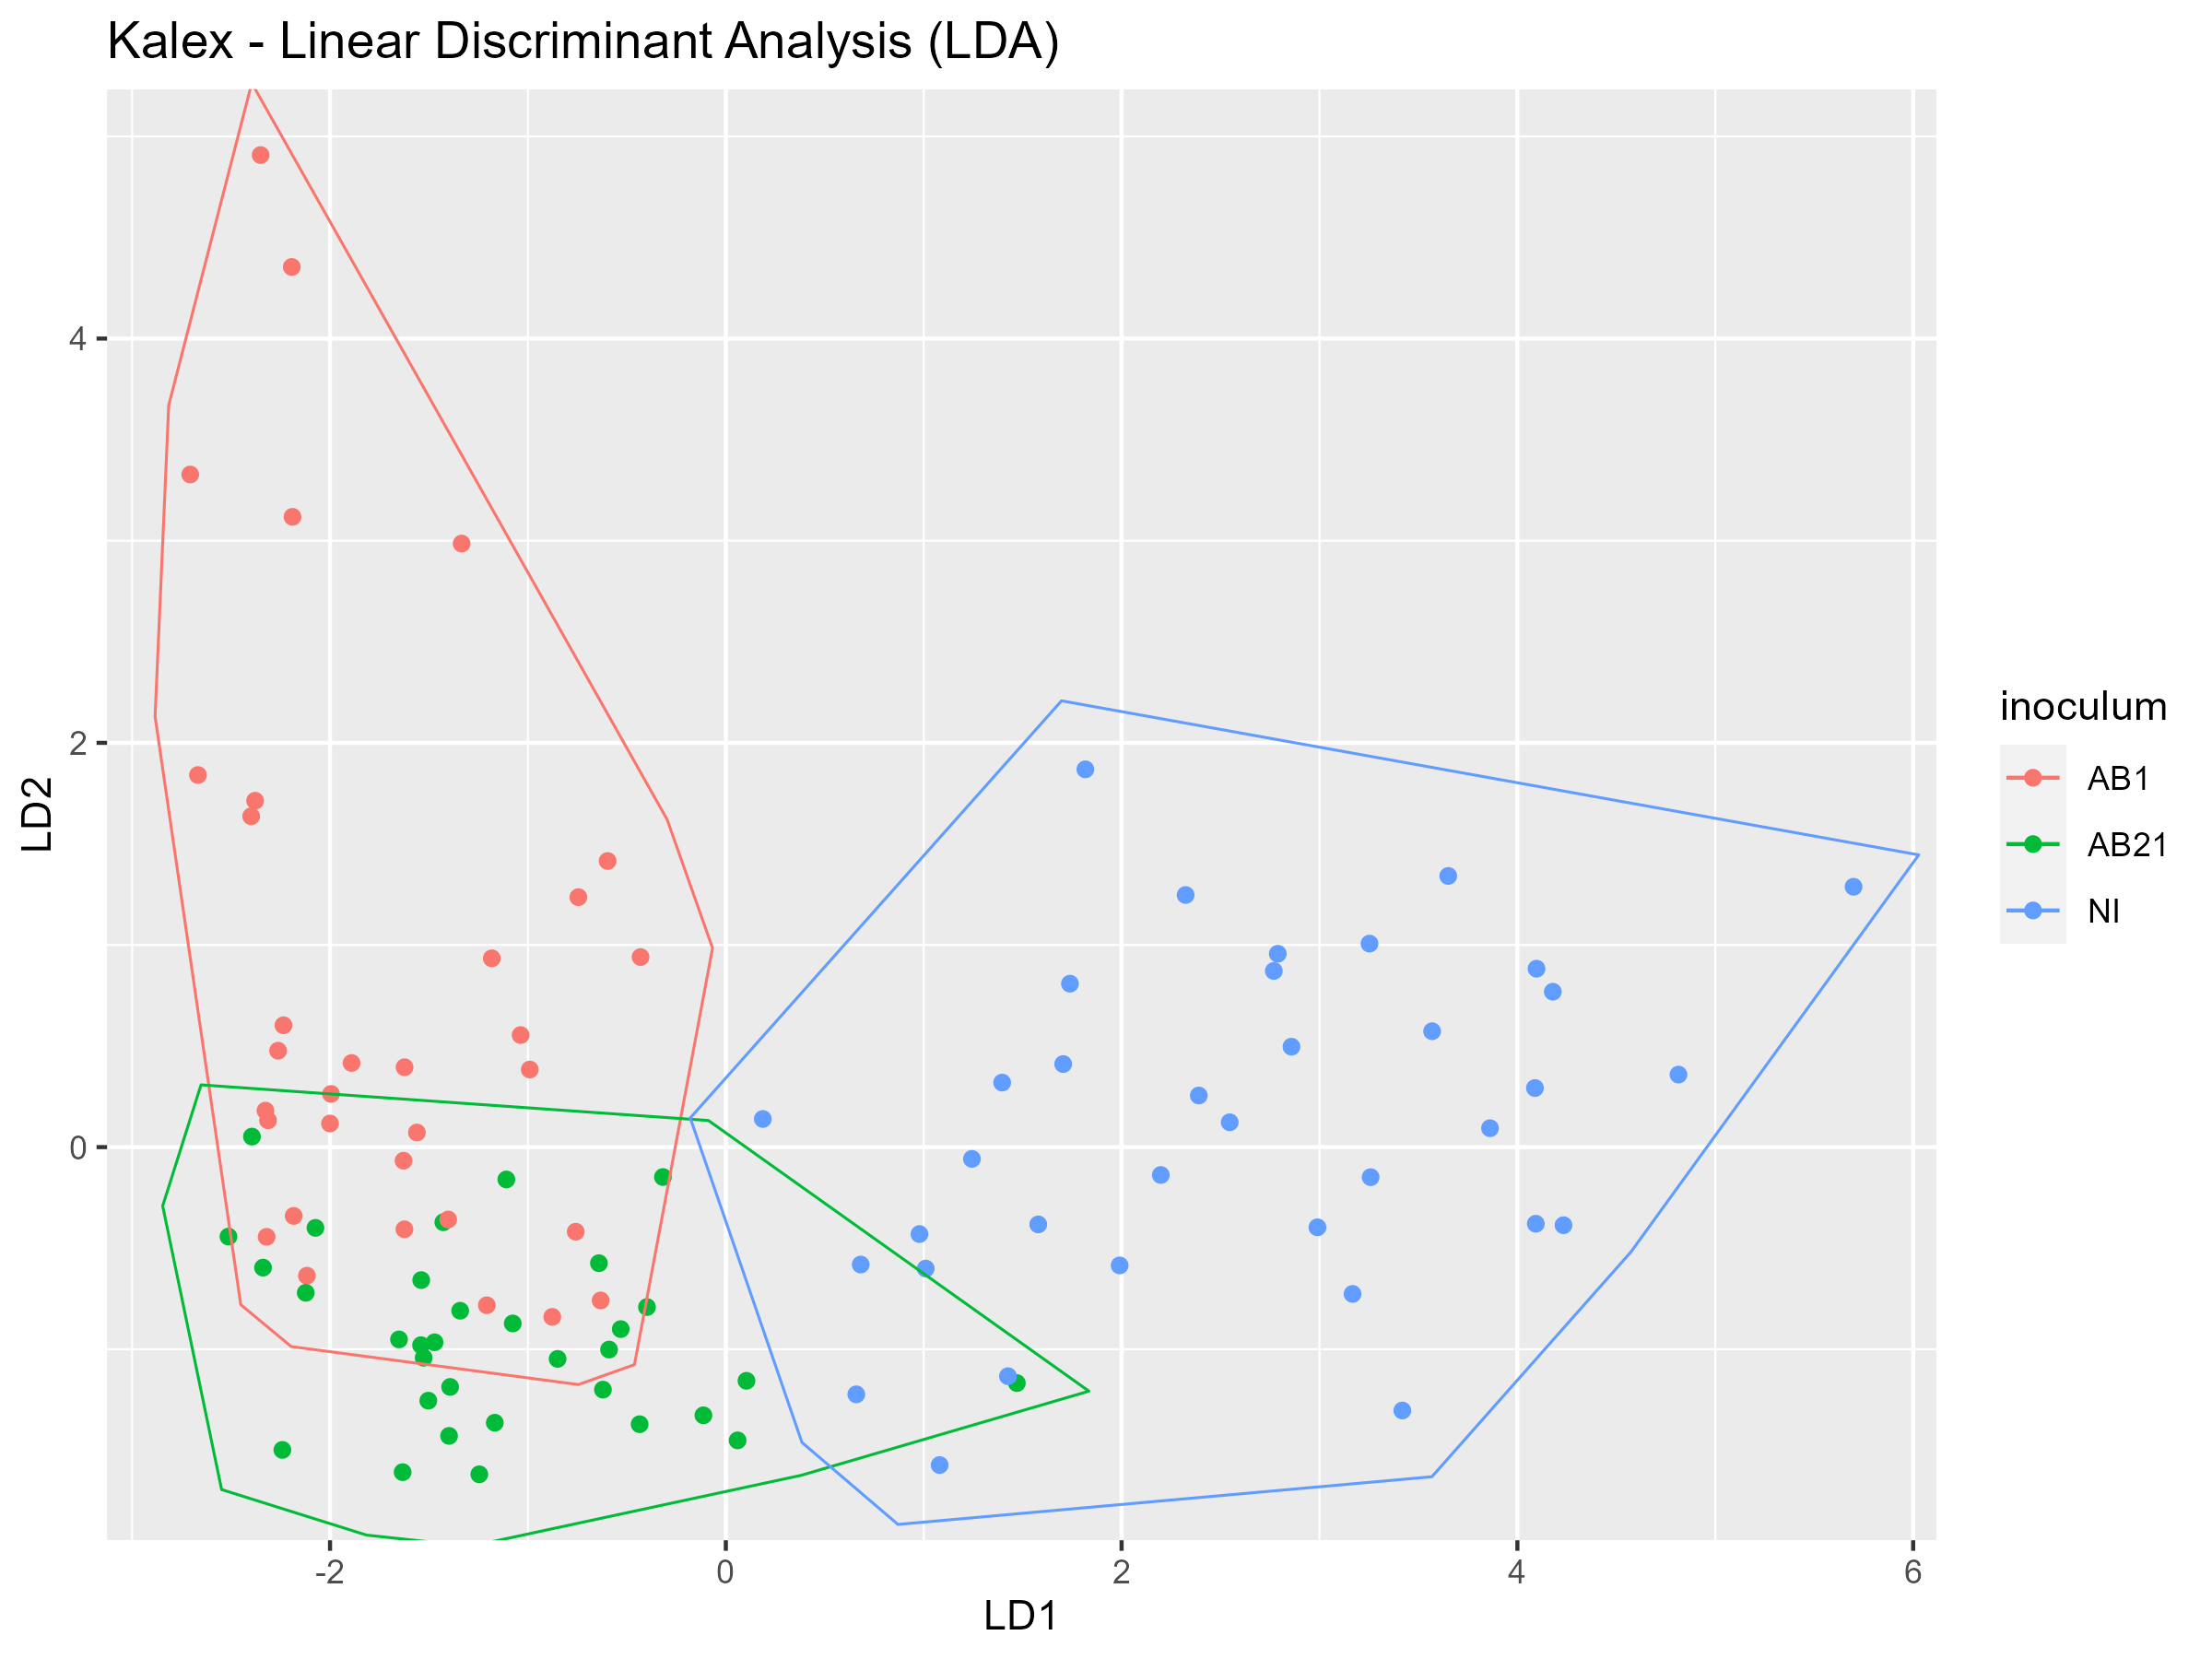 Kalex - Linear Discriminant Analysis (LDA)
4
2
0
LD2
-2
0
2
4
6
LD1
inoculum
AB1
AB21
NI